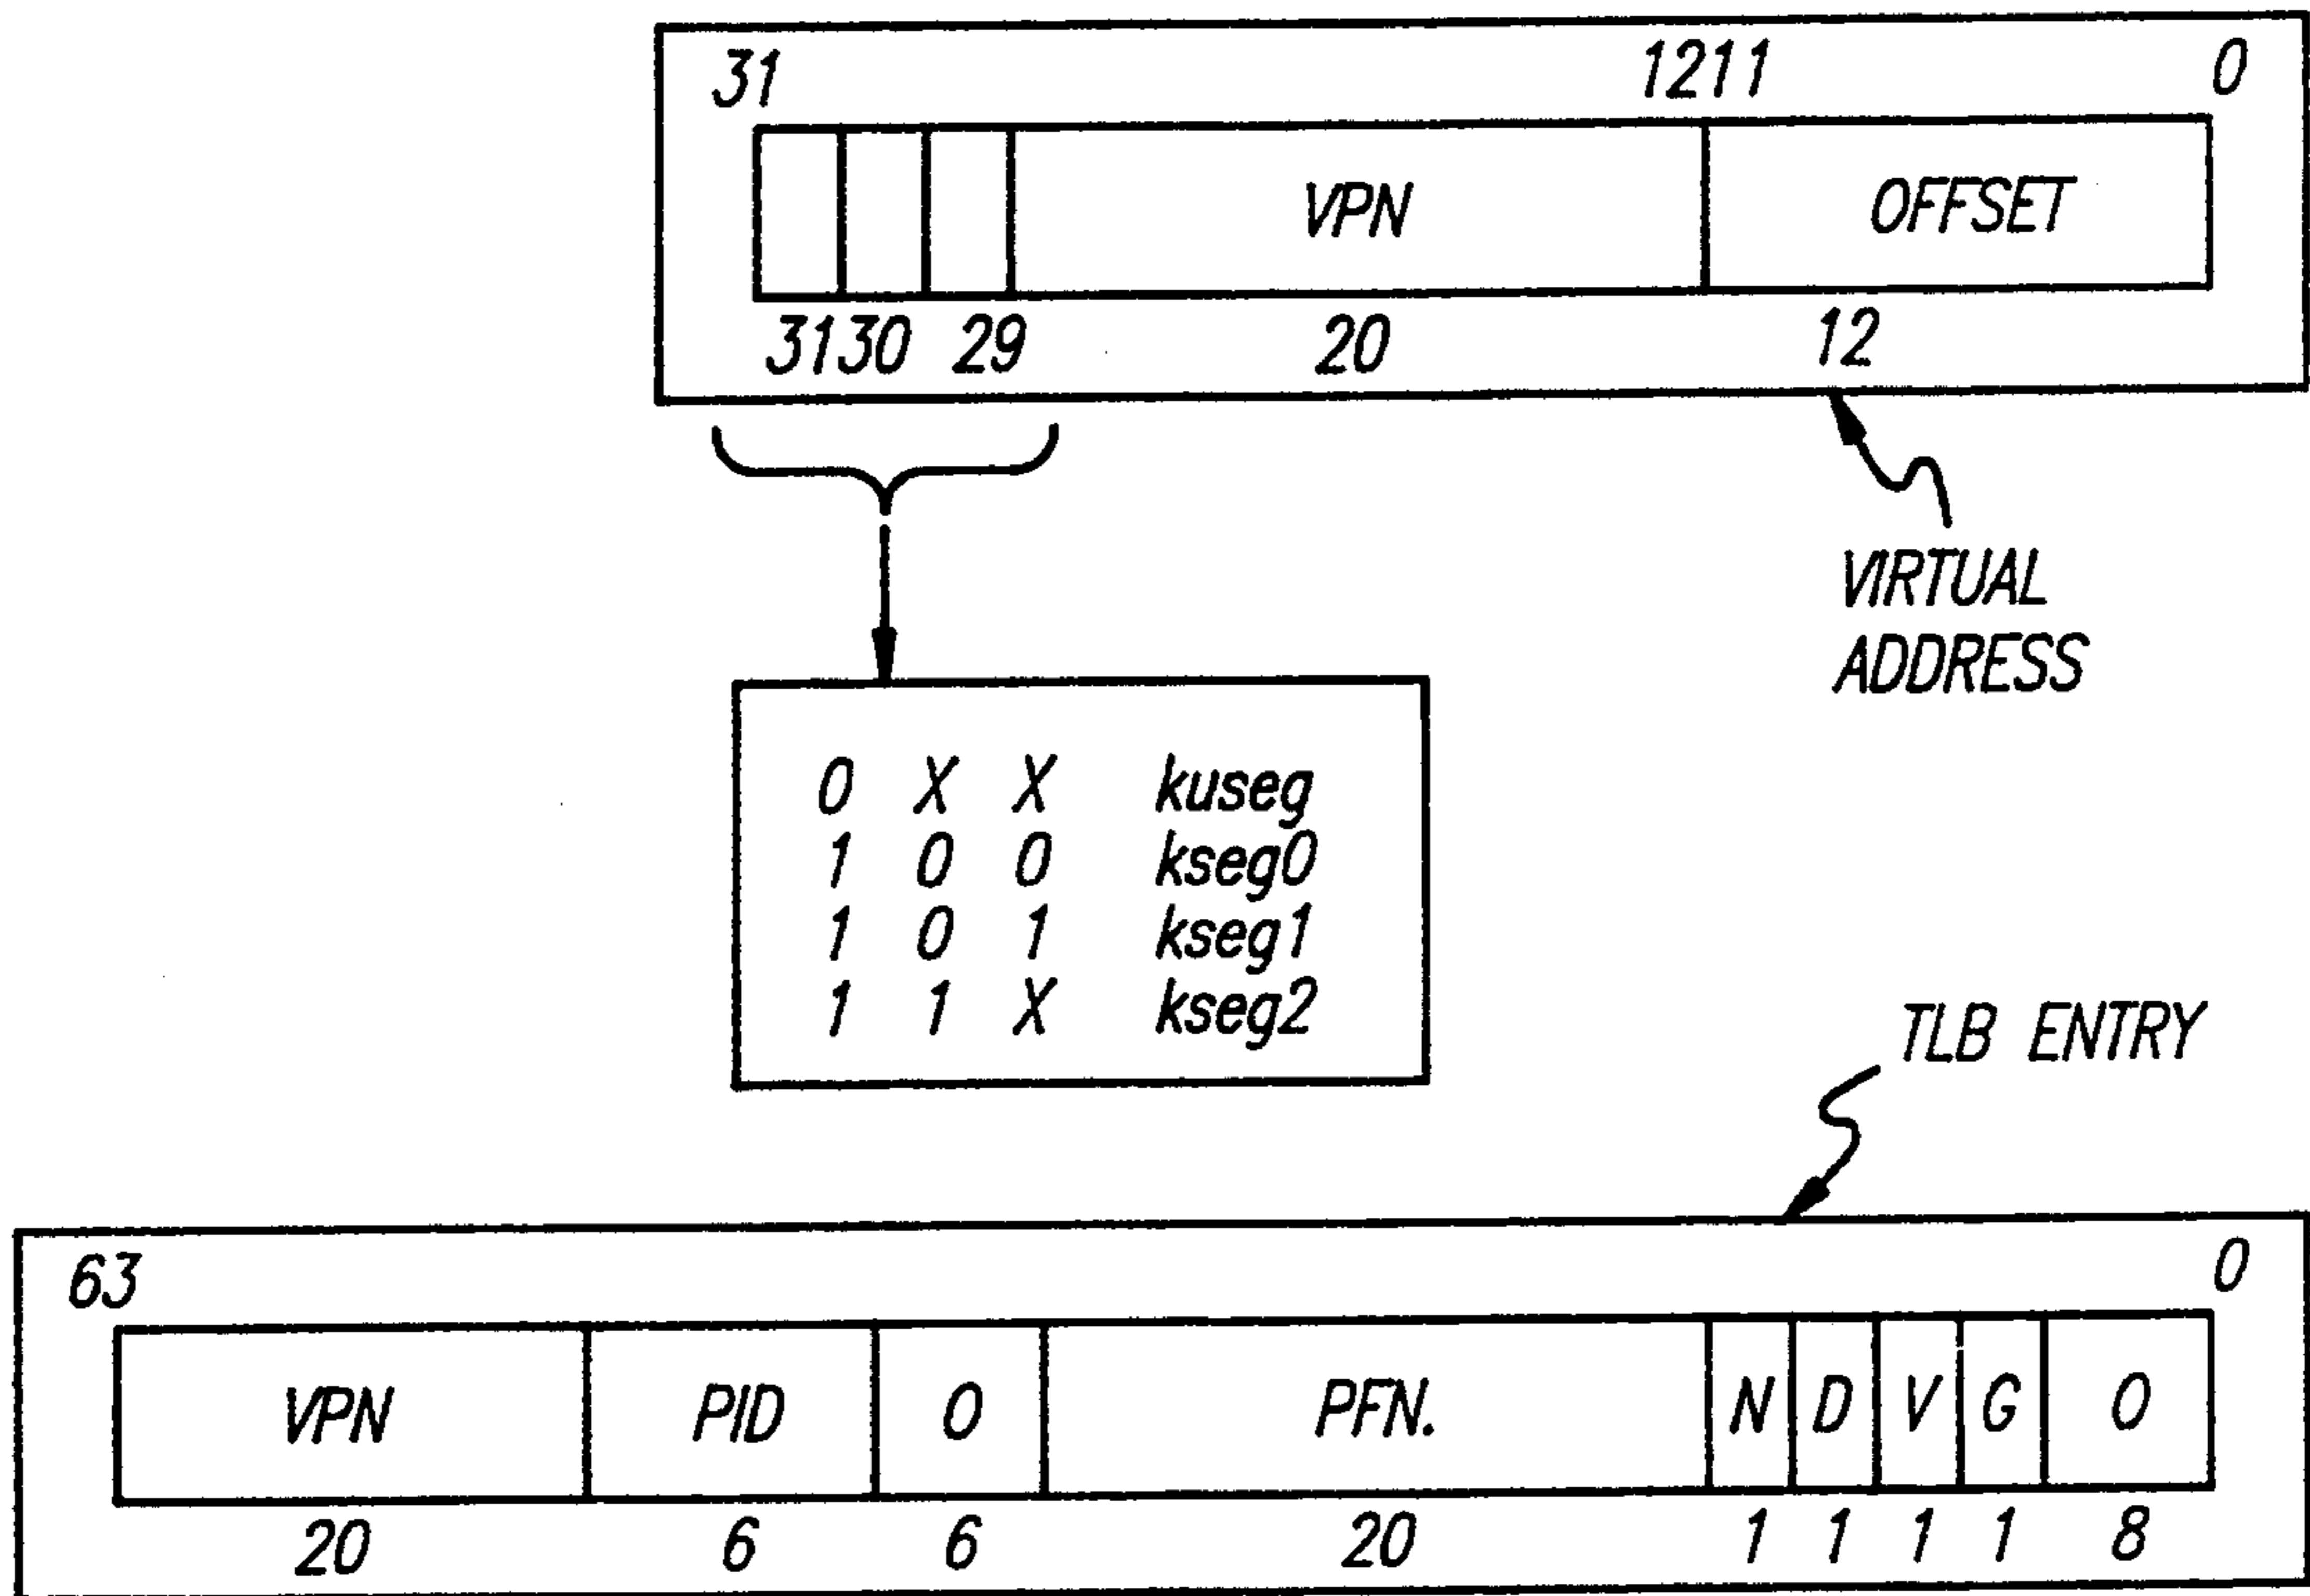 31 1211 0
VPN OFFSET
31 30 29 20 12
VIRTUAL
ADDRESS
0 X X kuseg
1 0 0 kseg0
1 0 1 kseg1
1 1 X kseg2
TLB ENTRY
63 0
VPN PID 0 PFN. N D V G 0
20 6 6 20 1 1 1 1 8